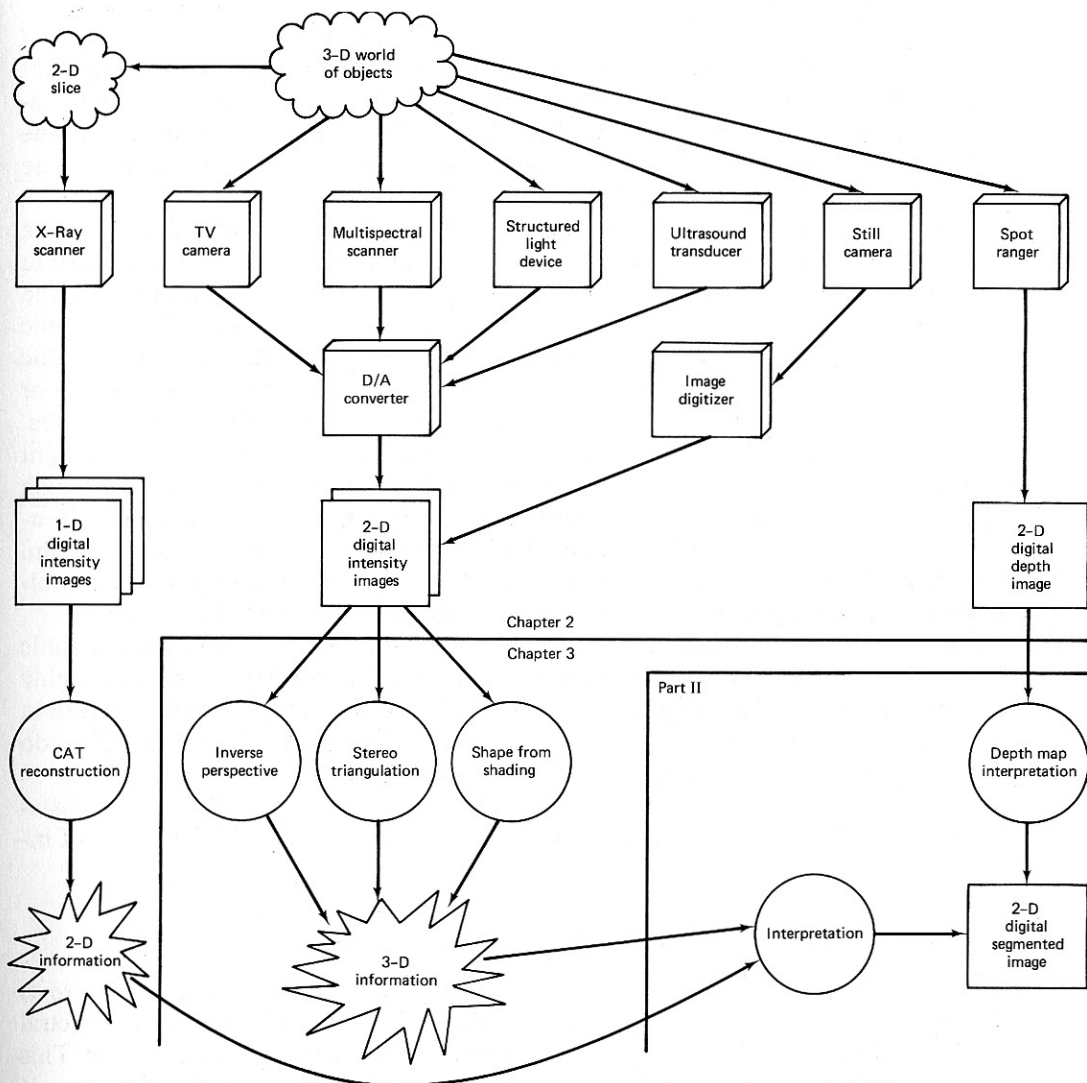 2-D
slice
3-D world
of objects
X-Ray
scanner
TV
camera
Multispectral
scanner
Structured
light
device
Ultrasound
transducer
Still
camera
Spot
ranger
D/A
converter
Image
digitizer
1-D
digital
intensity
images
2-D
digital
intensity
images
2-D
digital
depth
image
Chapter 2
Chapter 3
Part II
CAT
reconstruction
Inverse
perspective
Stereo
triangulation
Shape from
shading
Depth map
interpretation
2-D
information
3-D
information
Interpretation
2-D
digital
segmented
image